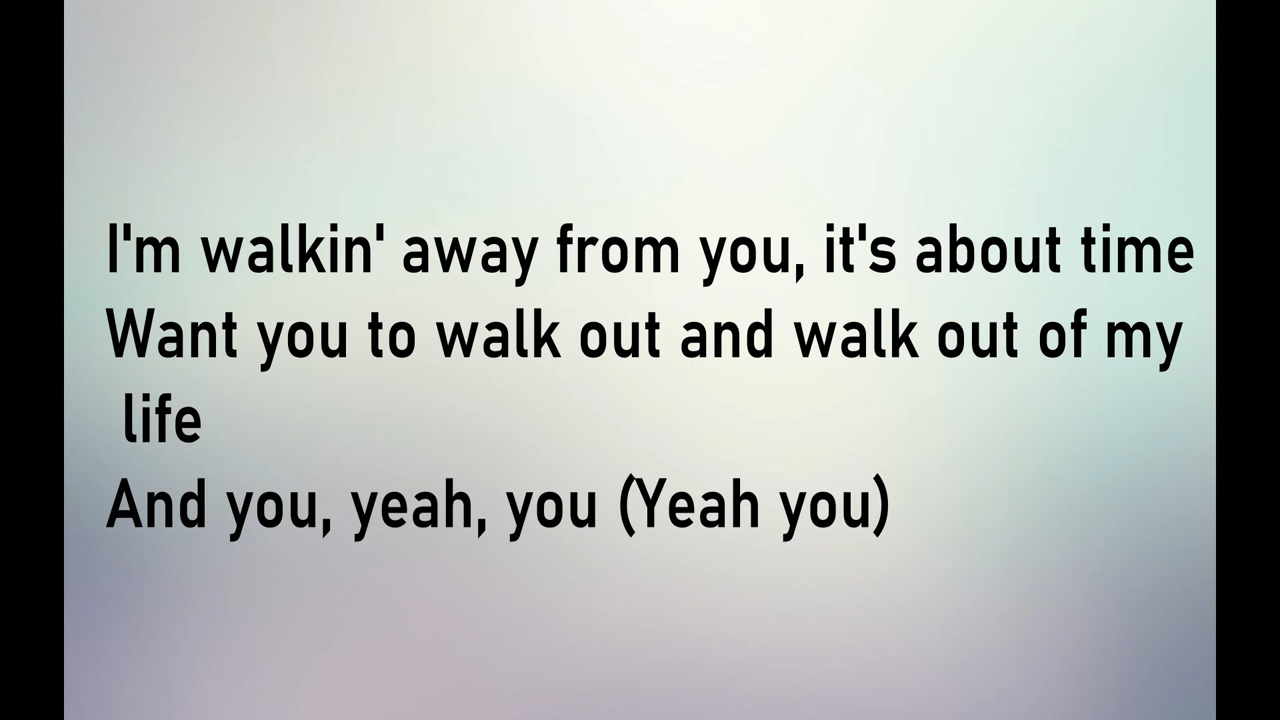 I'm walkin' away from you, it's about time
Want you to walk out and walk out of my
life
And you, yeah, you (Yeah you)